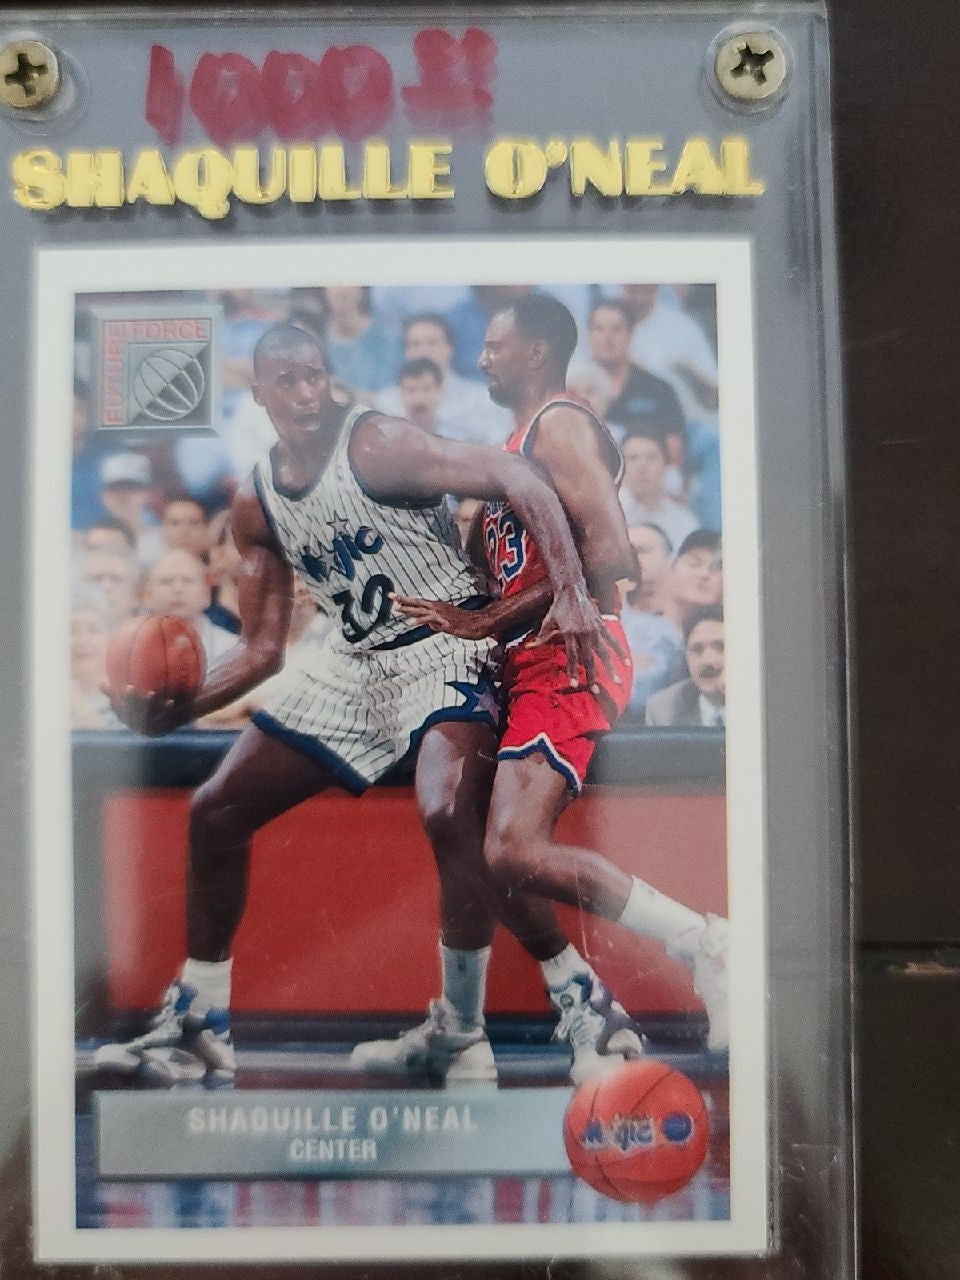 1000 !!
SHAQUILLE O'NEAL
FUTURE FORCE
Magic
32
23
SHAQUILLE O'NEAL
CENTER
Magic